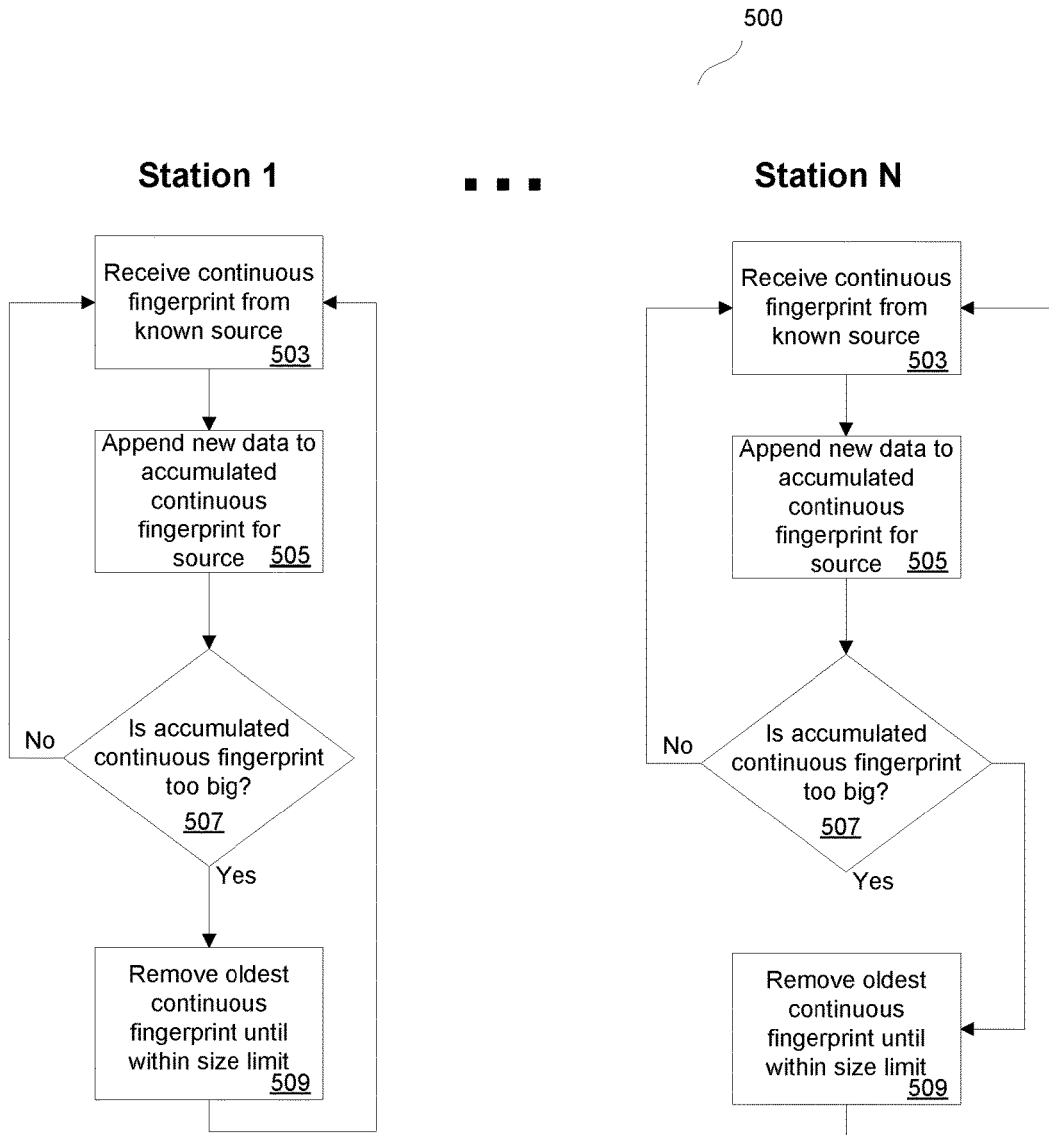 500
Station 1
...
Station N
Receive continuous
fingerprint from
known source
503
Append new data to
accumulated
continuous
fingerprint for
source 505
No
Is accumulated
continuous fingerprint
too big?
507
Yes
Remove oldest
continuous
fingerprint until
within size limit
509
Receive continuous
fingerprint from
known source
503
Append new data to
accumulated
continuous
fingerprint for
source 505
No
Is accumulated
continuous fingerprint
too big?
507
Yes
Remove oldest
continuous
fingerprint until
within size limit
509